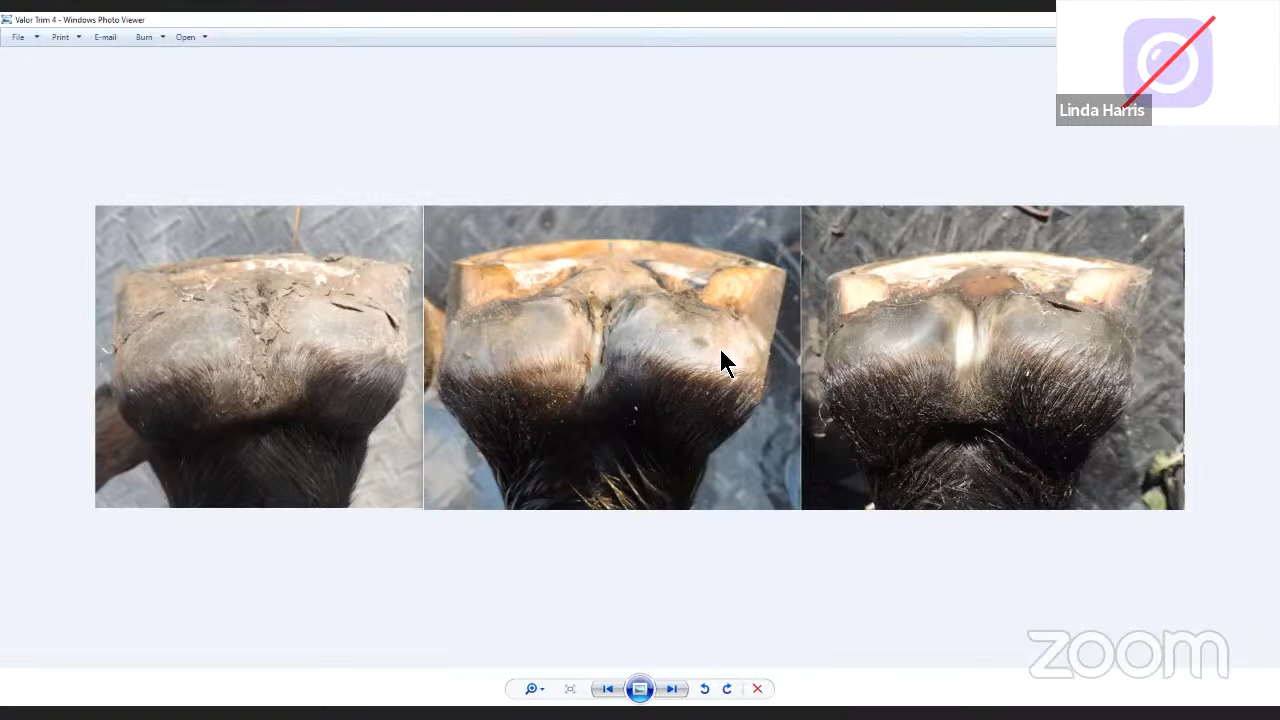 Valor Trim 4 - Windows Photo Viewer
File Print E-mail Burn Open
Linda Harris
zoom